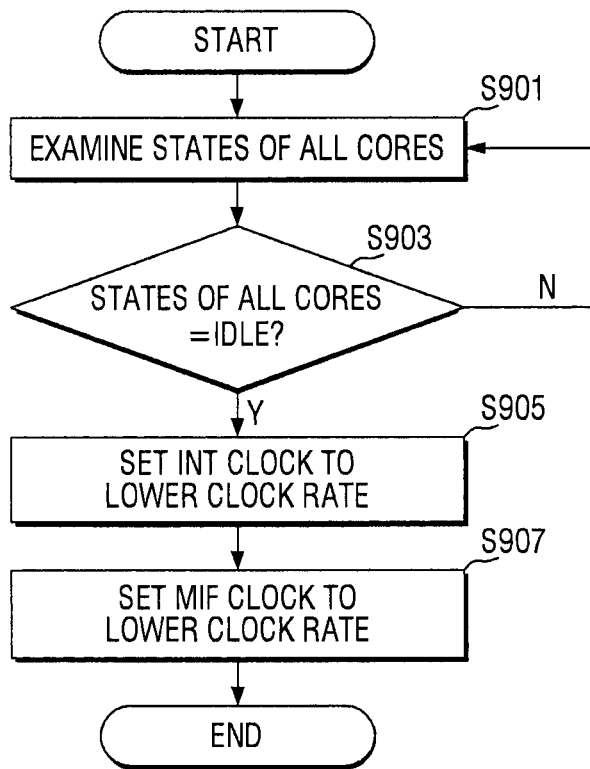 START
S901
EXAMINE STATES OF ALL CORES
S903
STATES OF ALL CORES
=IDLE?
N
Y
S905
SET INT CLOCK TO
LOWER CLOCK RATE
S907
SET MIF CLOCK TO
LOWER CLOCK RATE
END